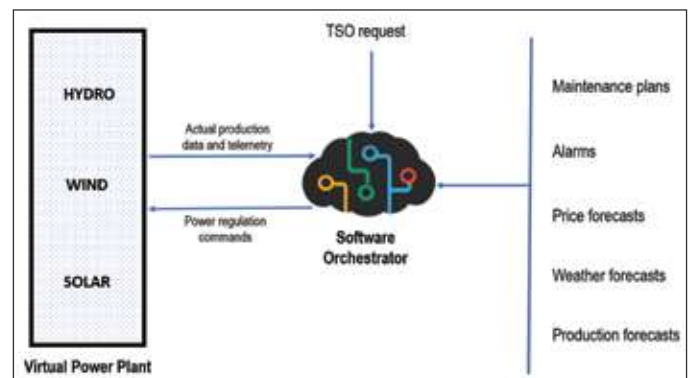 TSO request
HYDRO
WIND
SOLAR
Virtual Power Plant
Actual production
data and telemetry
Power regulation
commands
Software
Orchestrator
Maintenance plans
Alarms
Price forecasts
Weather forecasts
Production forecasts